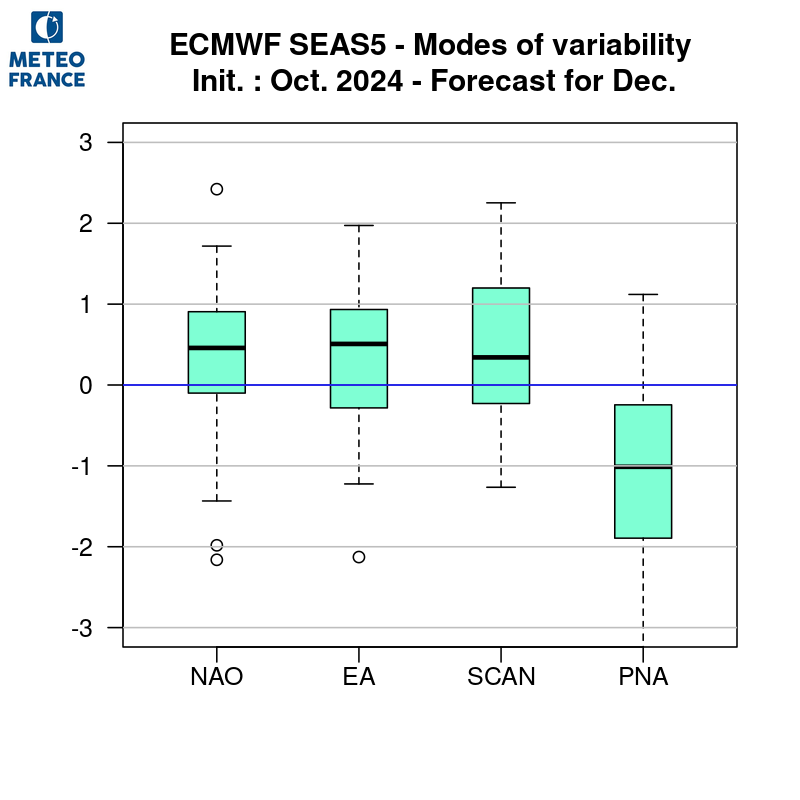 METEO
FRANCE
ECMWF SEAS5 - Modes of variability
Init. : Oct. 2024 - Forecast for Dec.
3
2
1
0
-1
-2
-3
NAO EA SCAN PNA